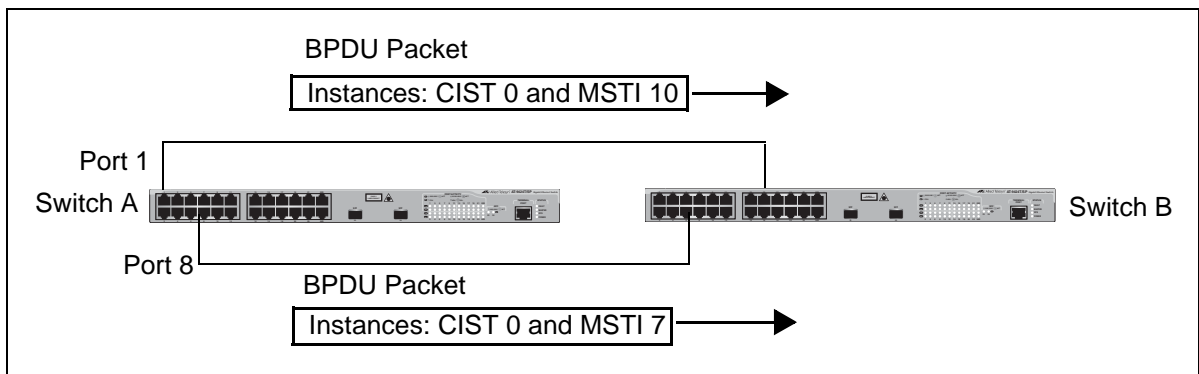 BPDU Packet
Instances: CIST 0 and MSTI 10
Port 1
Switch A
Switch B
Port 8
BPDU Packet
Instances: CIST 0 and MSTI 7